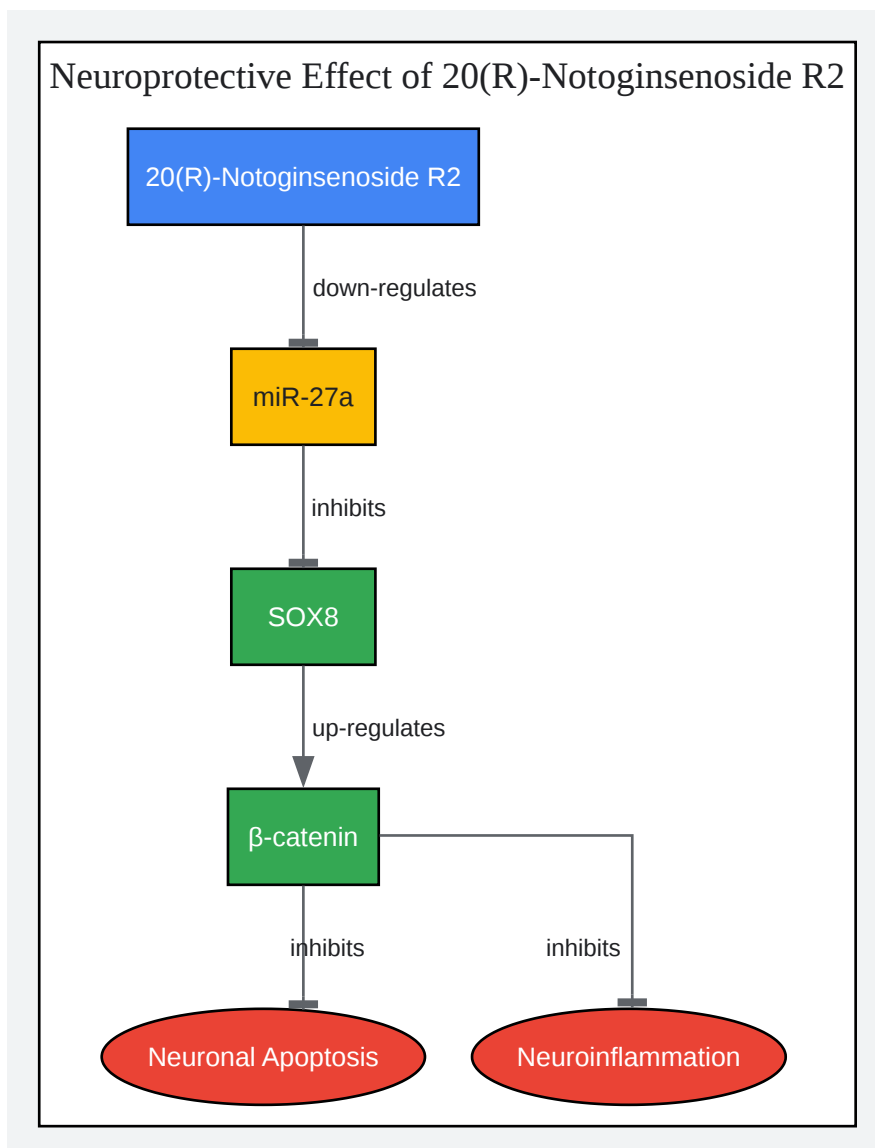 Neuroprotective Effect of 20(R)-Notoginsenoside R2
20(R)-Notoginsenoside R2
down-regulates
miR-27a
inhibits
SOX8
up-regulates
β-catenin
inhibits
inhibits
Neuronal Apoptosis
Neuroinflammation